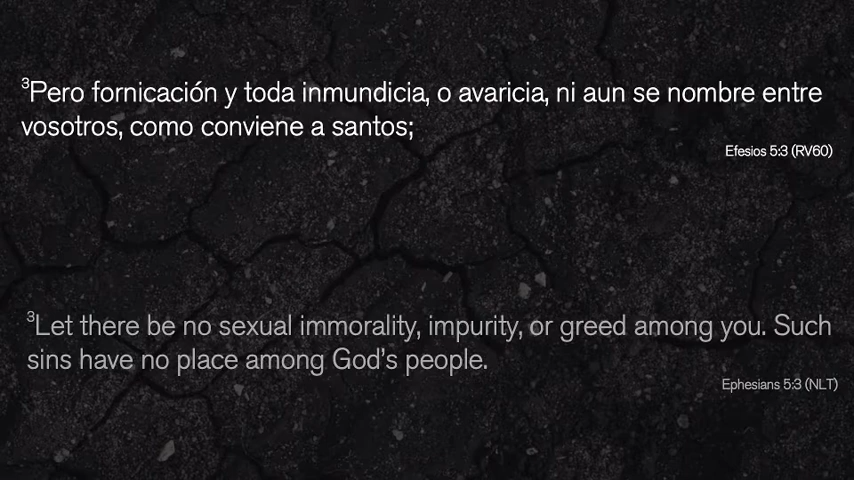 ³Pero fornicación y toda inmundicia, o avaricia, ni aun se nombre entre
vosotros, como conviene a santos;
Efesios 5:3 (RV60)
³Let there be no sexual immorality, impurity, or greed among you. Such
sins have no place among God’s people.
Ephesians 5:3 (NLT)